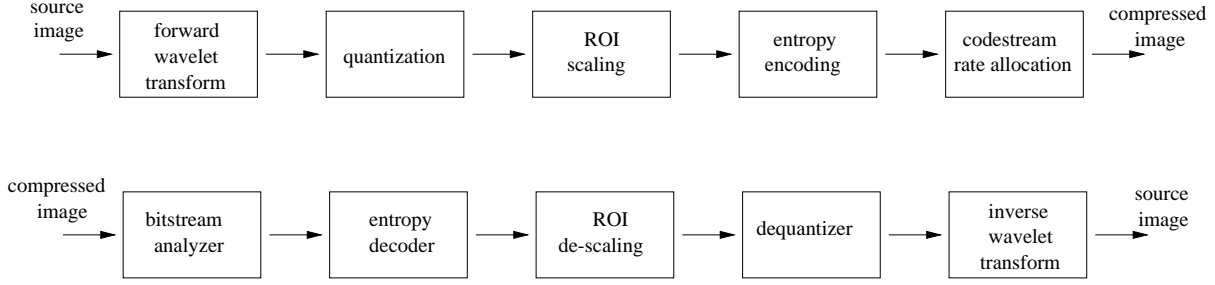 source
image
forward
wavelet
transform
quantization
ROI
scaling
entropy
encoding
codestream
rate allocation
compressed
image
compressed
image
bitstream
analyzer
entropy
decoder
ROI
de-scaling
dequantizer
inverse
wavelet
transform
source
image